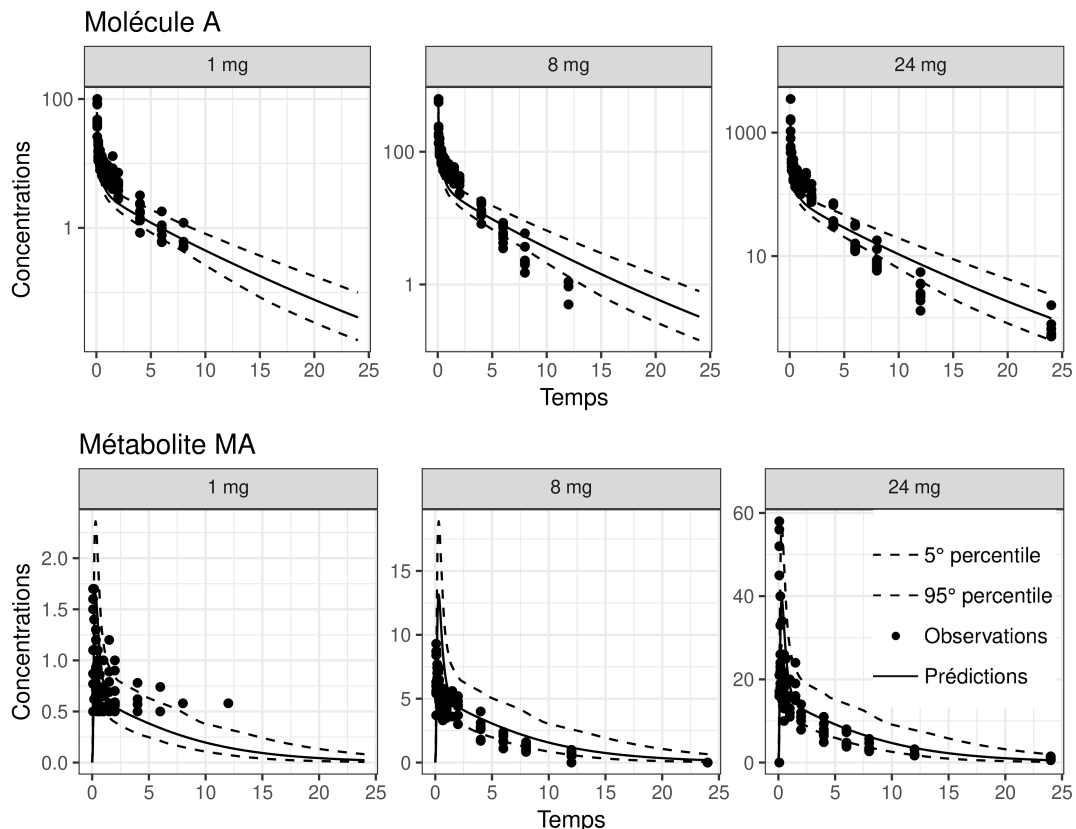 Molécule A
1 mg
8 mg
24 mg
Concentrations
100
1
100
1
1000
10
0 5 10 15 20 25
0 5 10 15 20 25
0 5 10 15 20 25
Temps
Métabolite MA
1 mg
8 mg
24 mg
Concentrations
2.0
1.5
1.0
0.5
0.0
15
10
5
0
60
40
20
0
5° percentile
95° percentile
Observations
Prédictions
0 5 10 15 20 25
0 5 10 15 20 25
0 5 10 15 20 25
Temps